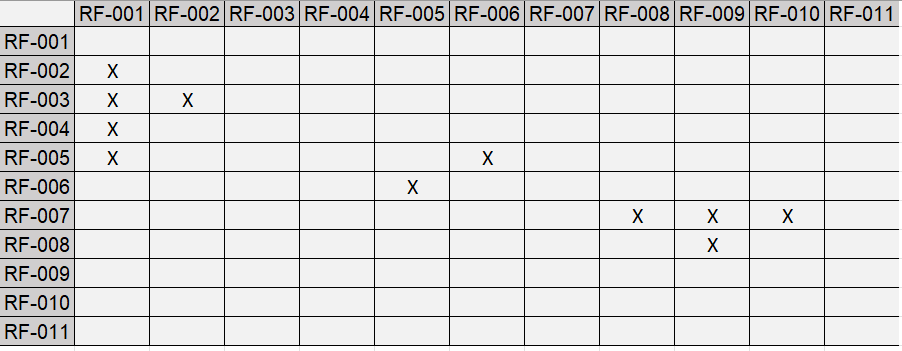 RF-001 RF-002 RF-003 RF-004 RF-005 RF-006 RF-007 RF-008 RF-009 RF-010 RF-011
RF-001
RF-002 X
RF-003 X X
RF-004 X
RF-005 X X
RF-006 X
RF-007 X X X
RF-008 X
RF-009
RF-010
RF-011